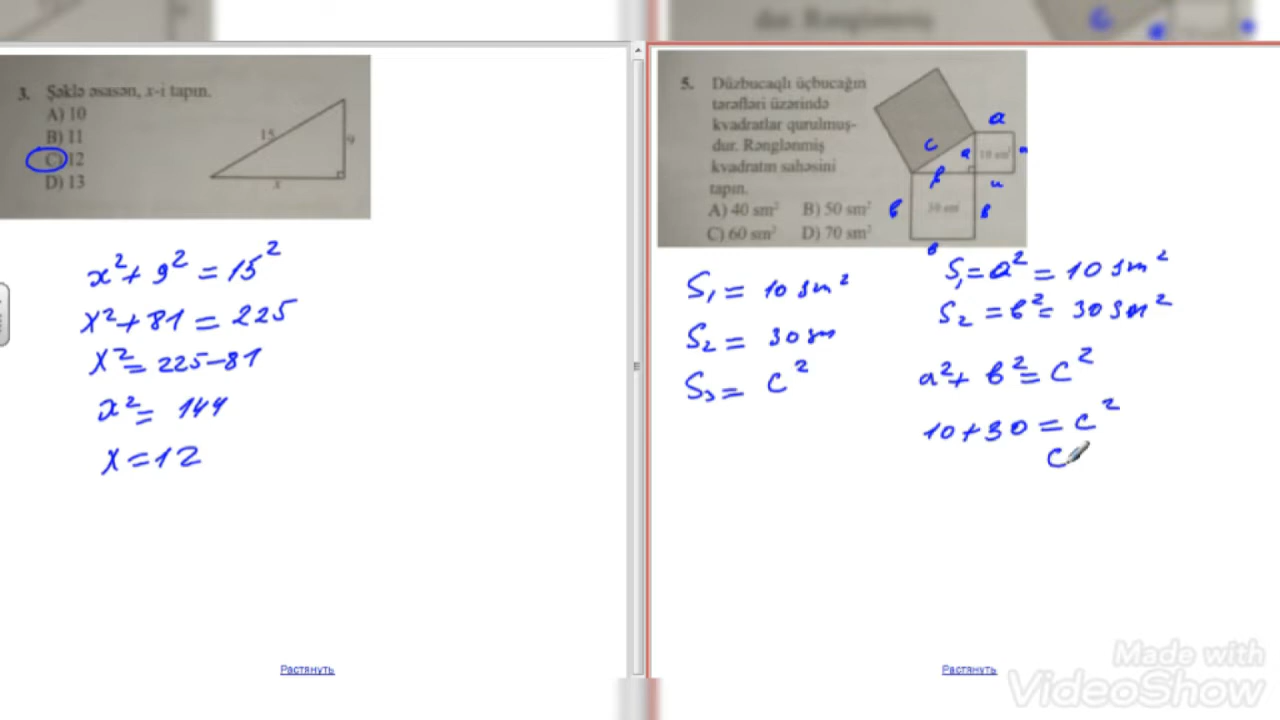 3. Şəklə əsasən, x-i tapın.
A) 10
B) 11
C) 12
D) 13
15
9
x
x² + 9² = 15²
x² + 81 = 225
x² = 225 - 81
x² = 144
x = 12
Растянуть
5. Düzbucaqlı üçbucağın
tərəfləri üzərində
kvadratlar qurulmuş-
dur. Rənglənmiş
kvadratın sahəsini
tapın.
A) 40 sm² B) 50 sm²
C) 60 sm² D) 70 sm²
a
c
a
10 sm²
в
a
в
30 sm²
в
в
S₁ = 10 sm²
S₂ = 30 sm
S₃ = c²
S₁ = a² = 10 sm²
S₂ = в² = 30 sm²
a² + в² = c²
10 + 30 = c²
c
Растянуть
Made with
VideoShow